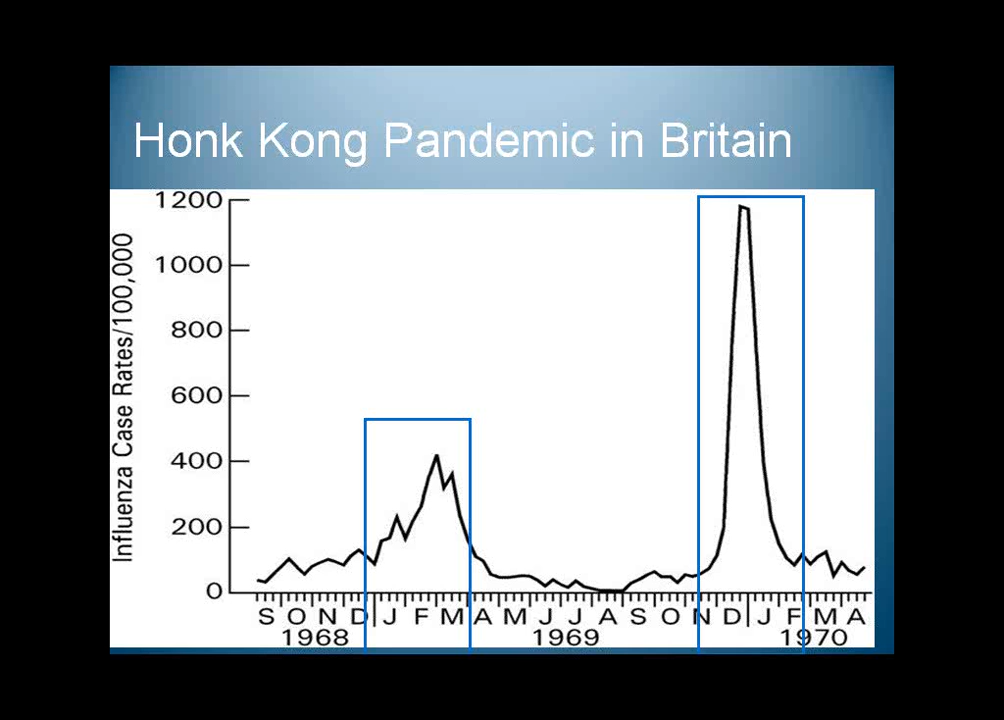 Honk Kong Pandemic in Britain
Influenza Case Rates/100,000
1200
1000
800
600
400
200
0
S O N D J F M A M J J A S O N D J F M A
1968 1969 1970